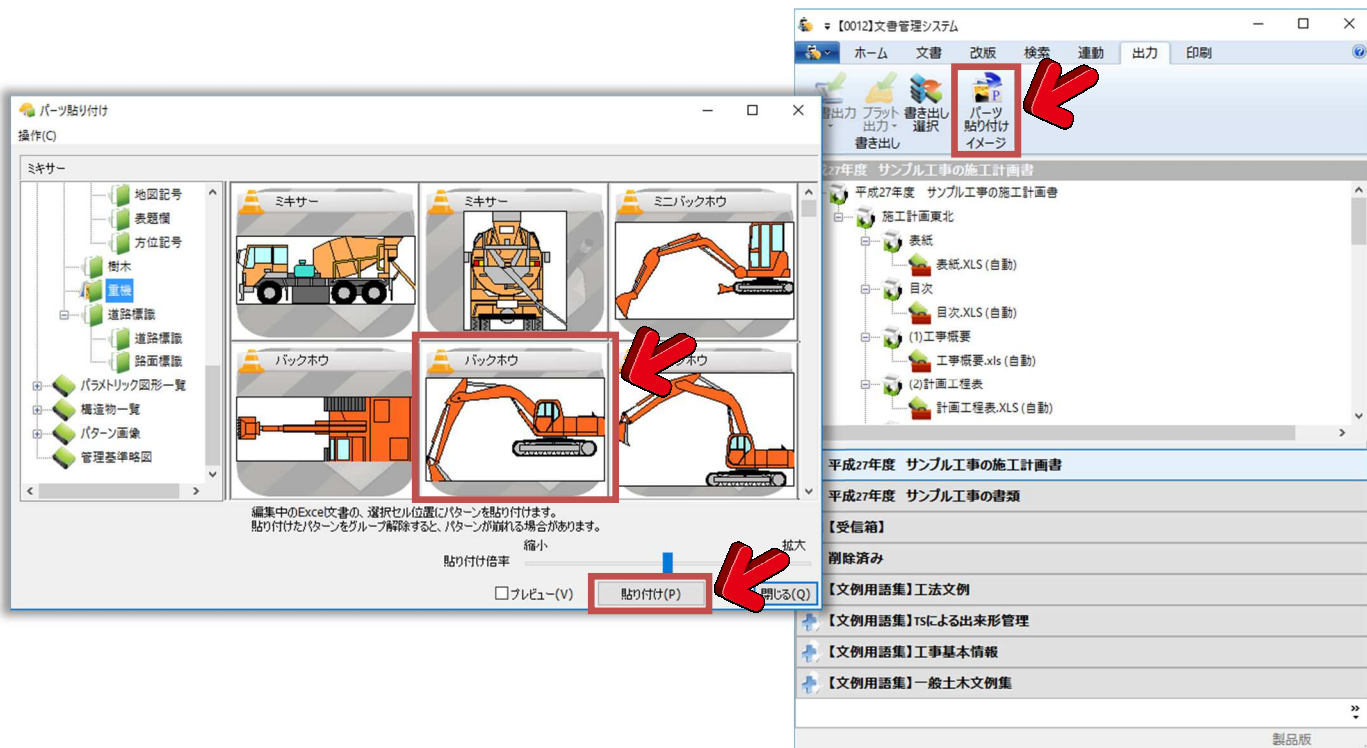 【0012】文書管理システム
ホーム 文書 改版 検索 連動 出力 印刷
書出力 プラット出力 書き出し選択 パーツ貼り付け
書き出し イメージ
27年度 サンプル工事の施工計画書
平成27年度 サンプル工事の施工計画書
施工計画東北
表紙
表紙.XLS (自動)
目次
目次.XLS (自動)
(1)工事概要
工事概要.xls (自動)
(2)計画工程表
計画工程表.XLS (自動)
平成27年度 サンプル工事の施工計画書
平成27年度 サンプル工事の書類
【受信箱】
削除済み
【文例用語集】工法文例
【文例用語集】TSによる出来形管理
【文例用語集】工事基本情報
【文例用語集】一般土木文例集
製品版
パーツ貼り付け
操作(C)
ミキサー
地図記号
表題欄
方位記号
樹木
重機
道路標識
道路標識
路面標識
パラメトリック図形一覧
構造物一覧
パターン画像
管理基準略図
ミキサー ミキサー ミニバックホウ
バックホウ バックホウ ホウ
編集中のExcel文書の、選択セル位置にパターンを貼り付けます。
貼り付けたパターンをグループ解除すると、パターンが崩れる場合があります。
縮小 拡大
貼り付け倍率
プレビュー(V) 貼り付け(P) 閉じる(Q)